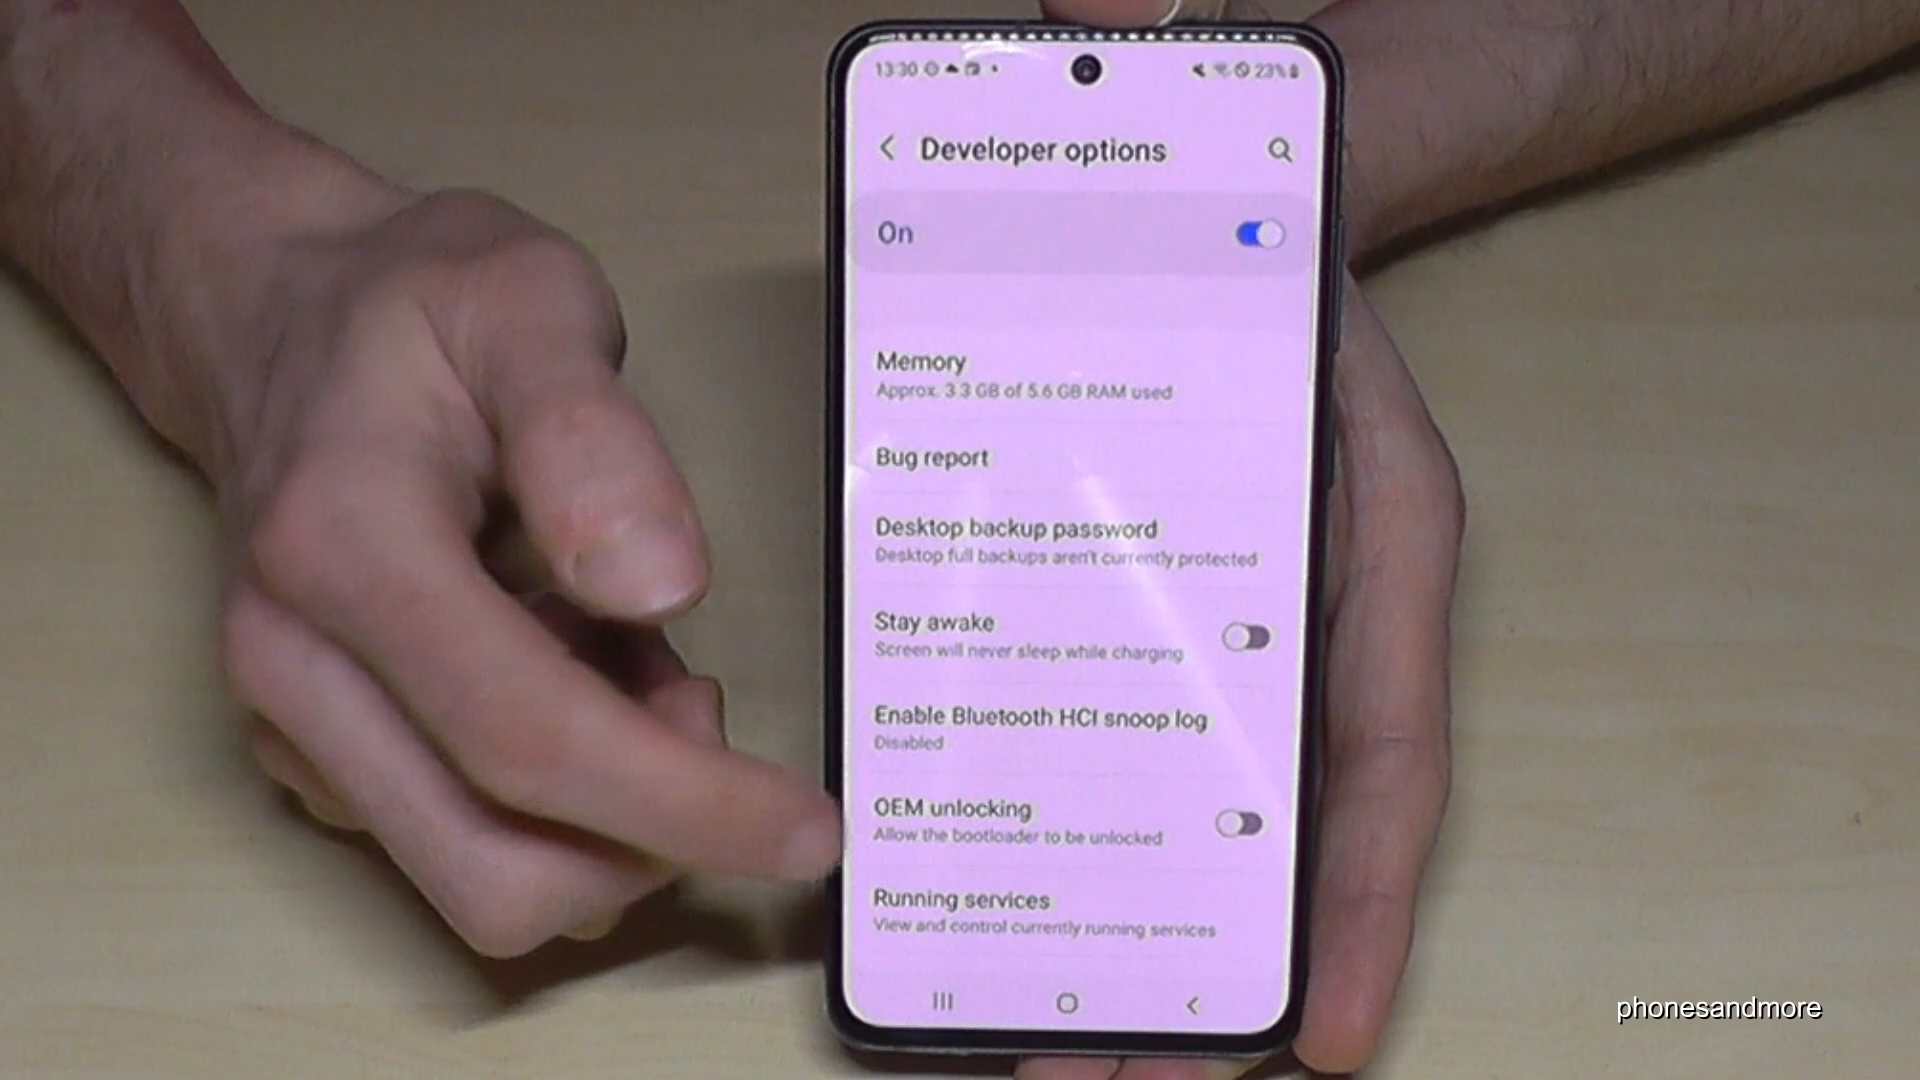 13:30
23%
Developer options
On
Memory
Approx. 3.3 GB of 5.6 GB RAM used
Bug report
Desktop backup password
Desktop full backups aren't currently protected
Stay awake
Screen will never sleep while charging
Enable Bluetooth HCI snoop log
Disabled
OEM unlocking
Allow the bootloader to be unlocked
Running services
View and control currently running services
phonesandmore